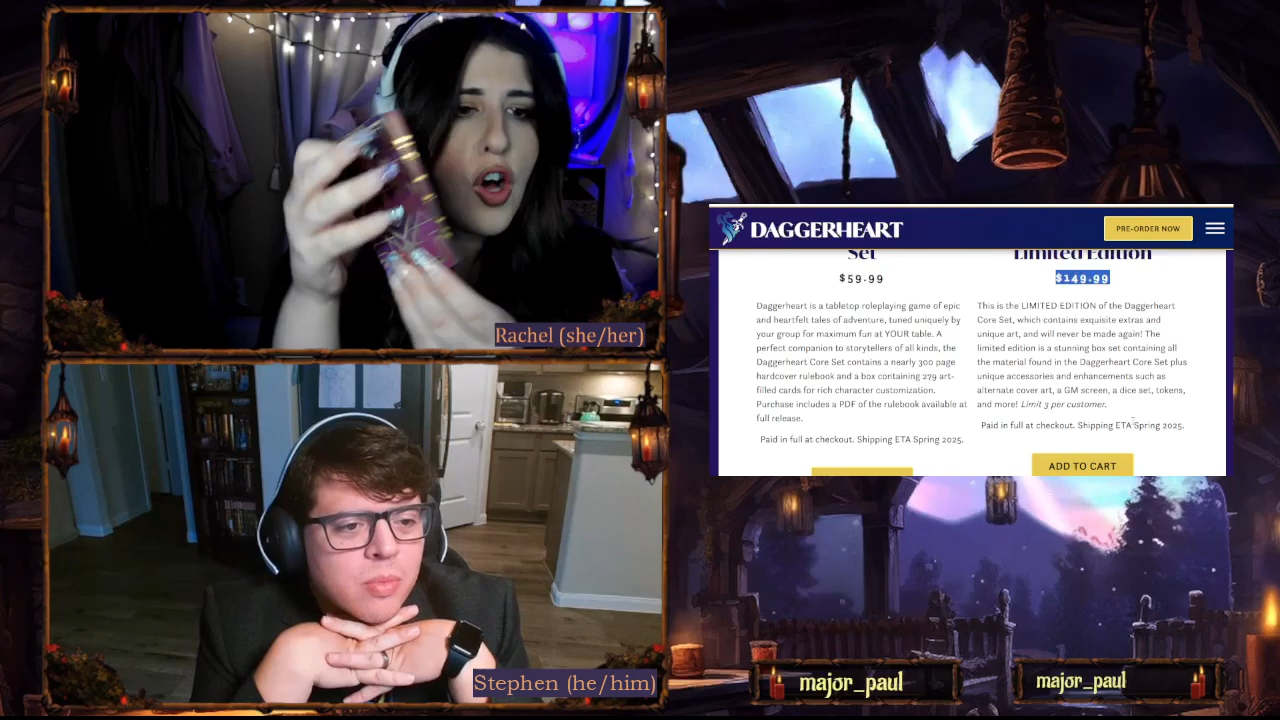 Rachel (she/her)
Stephen (he/him)
DAGGERHEART
PRE-ORDER NOW
Set
$59.99
Daggerheart is a tabletop roleplaying game of epic
and heartfelt tales of adventure, tuned uniquely by
your group for maximum fun at YOUR table. A
perfect companion to storytellers of all kinds, the
Daggerheart Core Set contains a nearly 300 page
hardcover rulebook and a box containing 279 art-
filled cards for rich character customization.
Purchase includes a PDF of the rulebook available at
full release.
Paid in full at checkout. Shipping ETA Spring 2025.
Limited Edition
$149.99
This is the LIMITED EDITION of the Daggerheart
Core Set, which contains exquisite extras and
unique art, and will never be made again! The
limited edition is a stunning box set containing all
the material found in the Daggerheart Core Set plus
unique accessories and enhancements such as
alternate cover art, a GM screen, a dice set, tokens,
and more! Limit 3 per customer.
Paid in full at checkout. Shipping ETA Spring 2025.
ADD TO CART
major_paul
major_paul